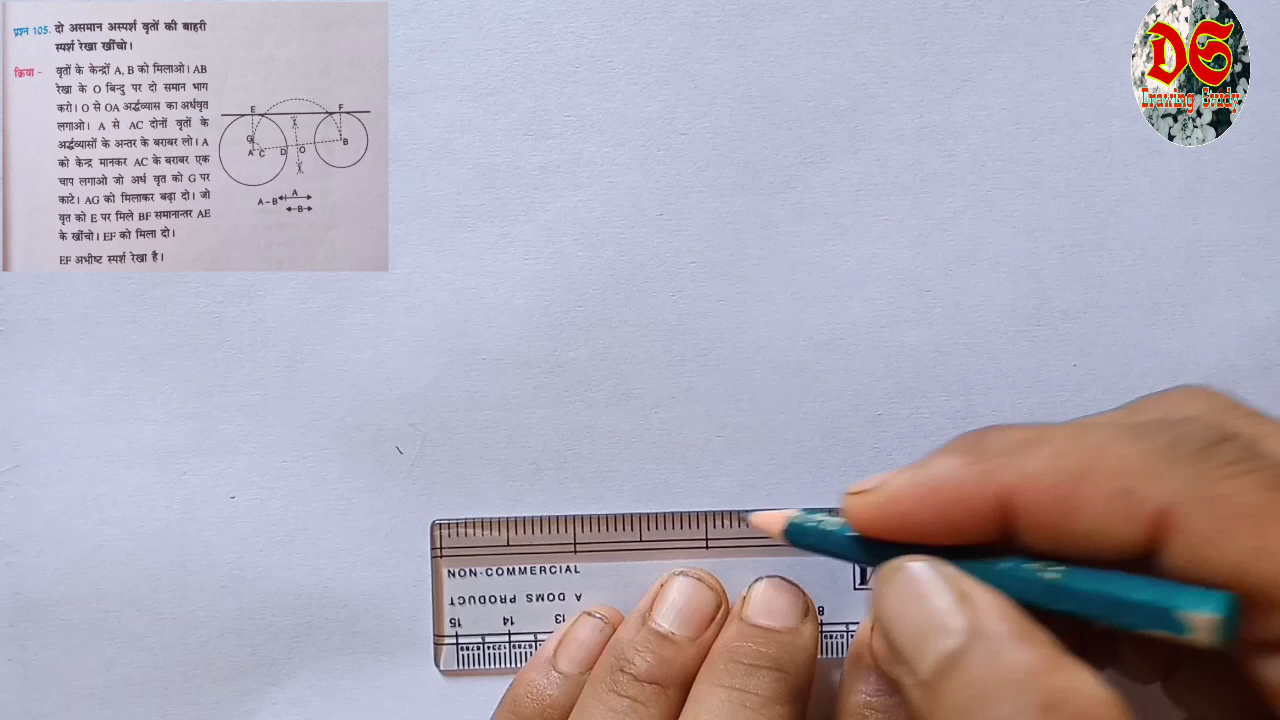 प्रश्न 105. दो असमान अस्पर्श वृतों की बाहरी
स्पर्श रेखा खींचो।
क्रिया - वृतों के केन्द्रों A, B को मिलाओ। AB
रेखा के O बिन्दु पर दो समान भाग
करो। O से OA अर्द्धव्यास का अर्धवृत
लगाओ। A से AC दोनों वृतों के
अर्द्धव्यासों के अन्तर के बराबर लो। A
को केन्द्र मानकर AC के बराबर एक
चाप लगाओ जो अर्ध वृत को G पर
काटे। AG को मिलाकर बढ़ा दो। जो
वृत को E पर मिले BF समानान्तर AE
के खींचो। EF को मिला दो।
EF अभीष्ट स्पर्श रेखा है।
E F
G
A C D O B
A
A-B
B
DS
Drawing Study
NON-COMMERCIAL
A DOMS PRODUCT
15 14 13 8